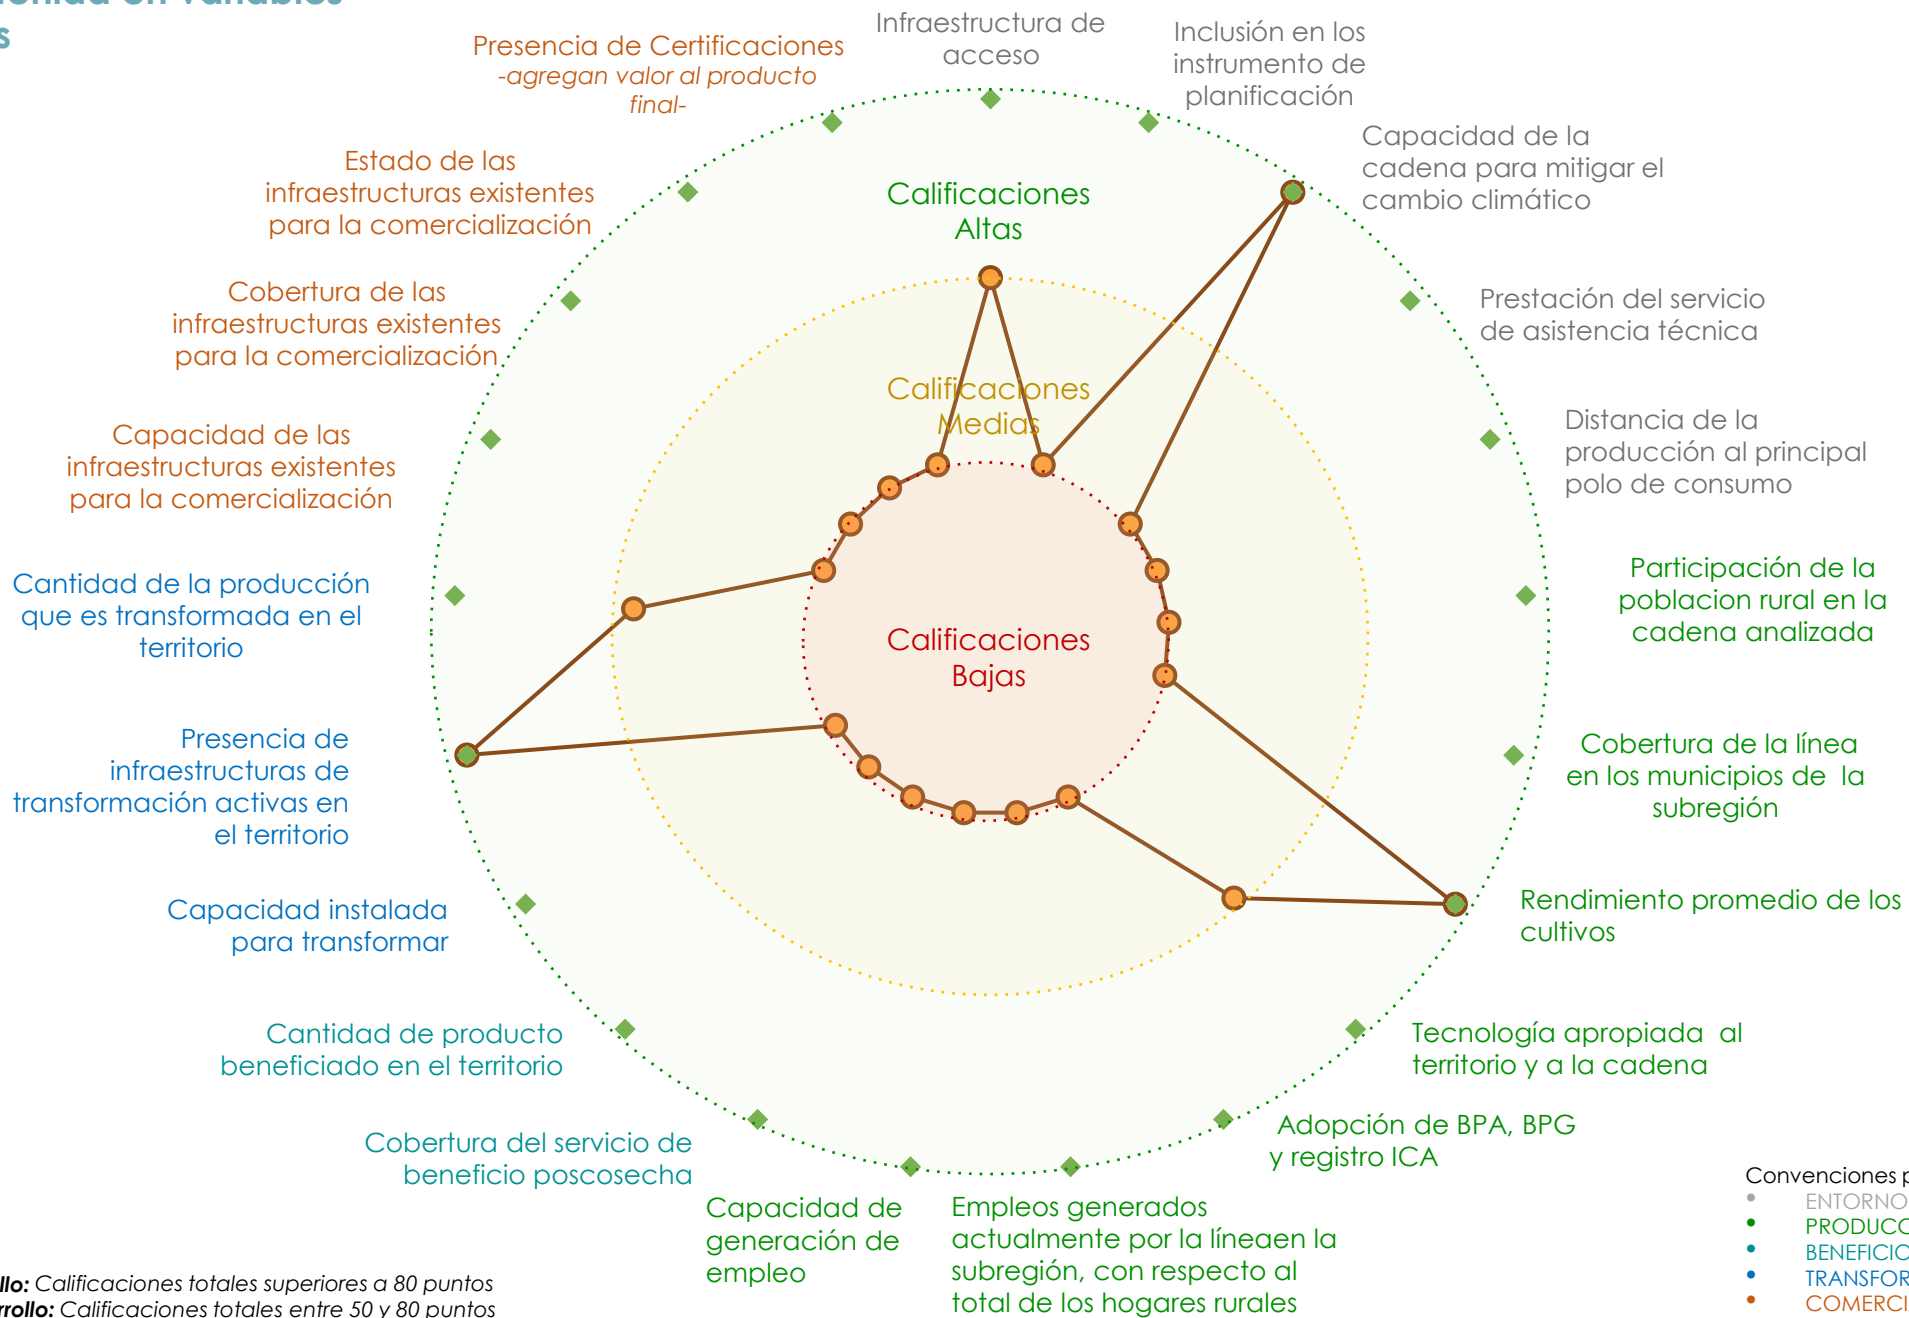 en variables
Infraestructura de
acceso
Inclusión en los
instrumento de
planificación
Capacidad de la
cadena para mitigar el
cambio climático
Prestación del servicio
de asistencia técnica
Distancia de la
producción al principal
polo de consumo
Participación de la
poblacion rural en la
cadena analizada
Cobertura de la línea
en los municipios de la
subregión
Rendimiento promedio de los
cultivos
Tecnología apropiada al
territorio y a la cadena
Adopción de BPA, BPG
y registro ICA
Empleos generados
actualmente por la líneaen la
subregión, con respecto al
total de los hogares rurales
Capacidad de
generación de
empleo
Cobertura del servicio de
beneficio poscosecha
Cantidad de producto
beneficiado en el territorio
Capacidad instalada
para transformar
Presencia de
infraestructuras de
transformación activas en
el territorio
Cantidad de la producción
que es transformada en el
territorio
Capacidad de las
infraestructuras existentes
para la comercialización
Cobertura de las
infraestructuras existentes
para la comercialización
Estado de las
infraestructuras existentes
para la comercialización
Presencia de Certificaciones
-agregan valor al producto
final-
Calificaciones
Altas
Calificaciones
Medias
Calificaciones
Bajas
llo: Calificaciones totales superiores a 80 puntos
rrollo: Calificaciones totales entre 50 y 80 puntos
Convenciones p
• ENTORNO
• PRODUCC
• BENEFICIO
• TRANSFOR
• COMERCI